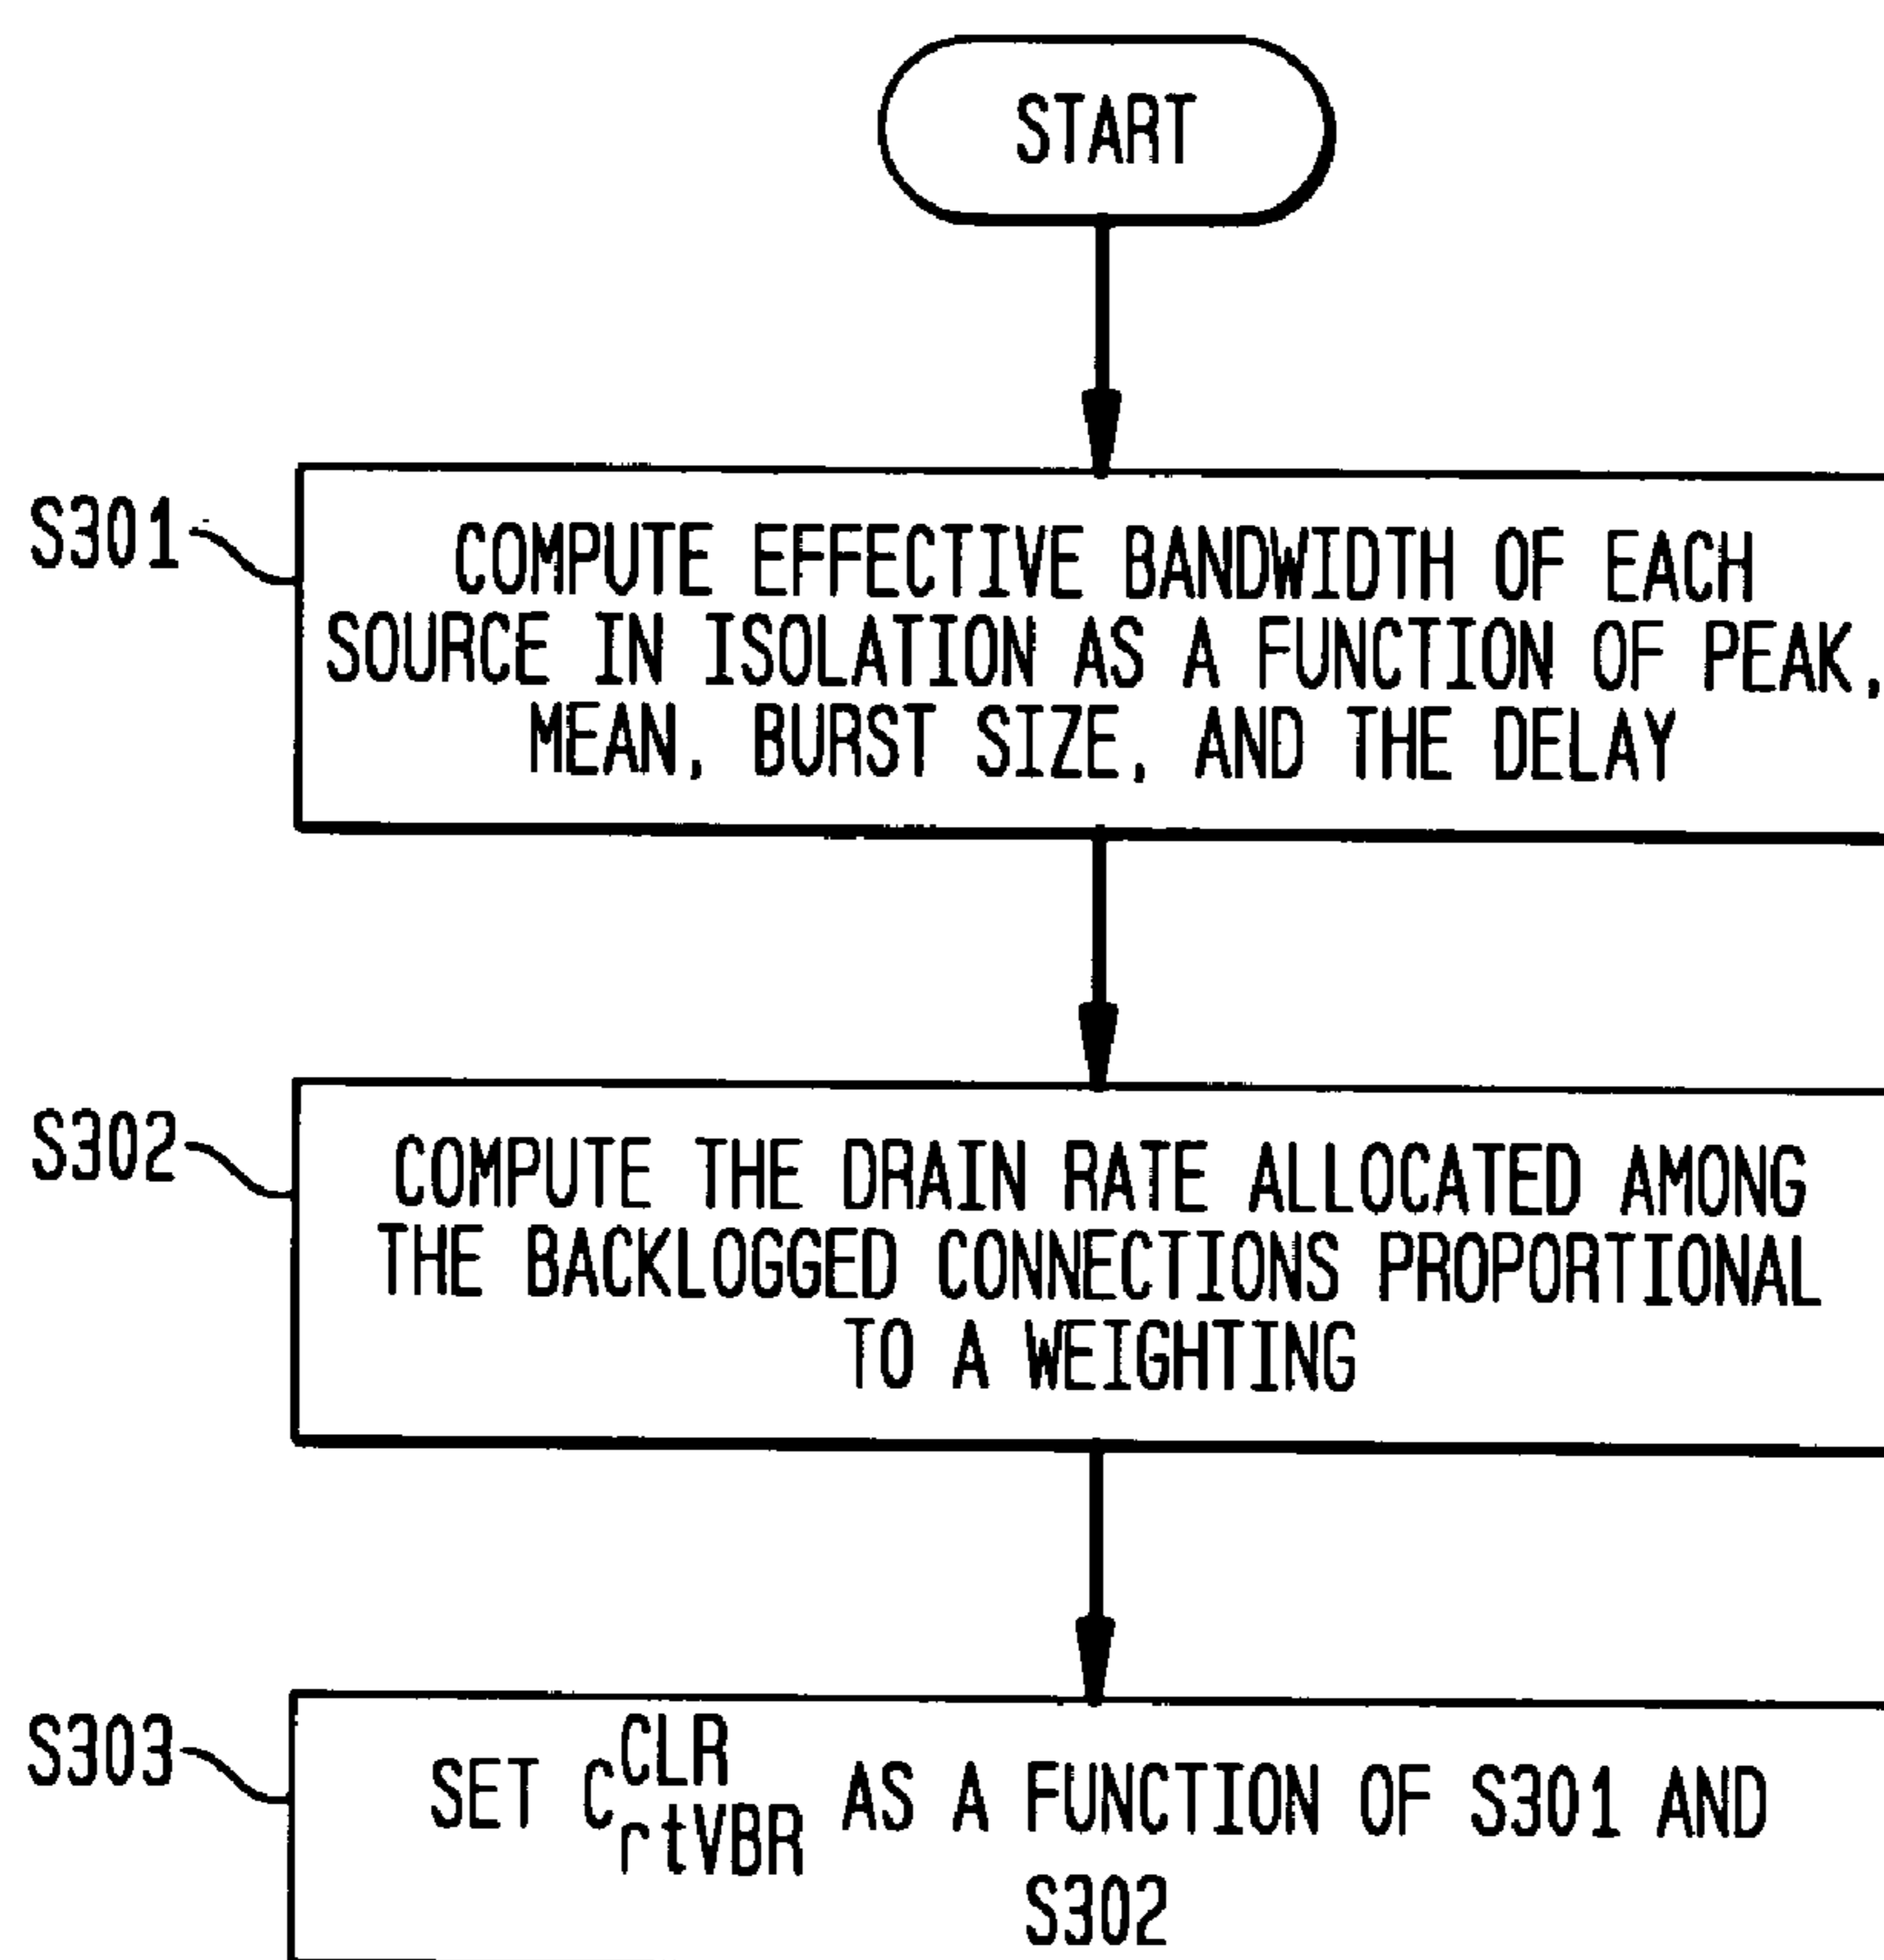 START
S301
COMPUTE EFFECTIVE BANDWIDTH OF EACH
SOURCE IN ISOLATION AS A FUNCTION OF PEAK,
MEAN, BURST SIZE, AND THE DELAY
S302
COMPUTE THE DRAIN RATE ALLOCATED AMONG
THE BACKLOGGED CONNECTIONS PROPORTIONAL
TO A WEIGHTING
S303
SET C^CLR_rtVBR AS A FUNCTION OF S301 AND
S302